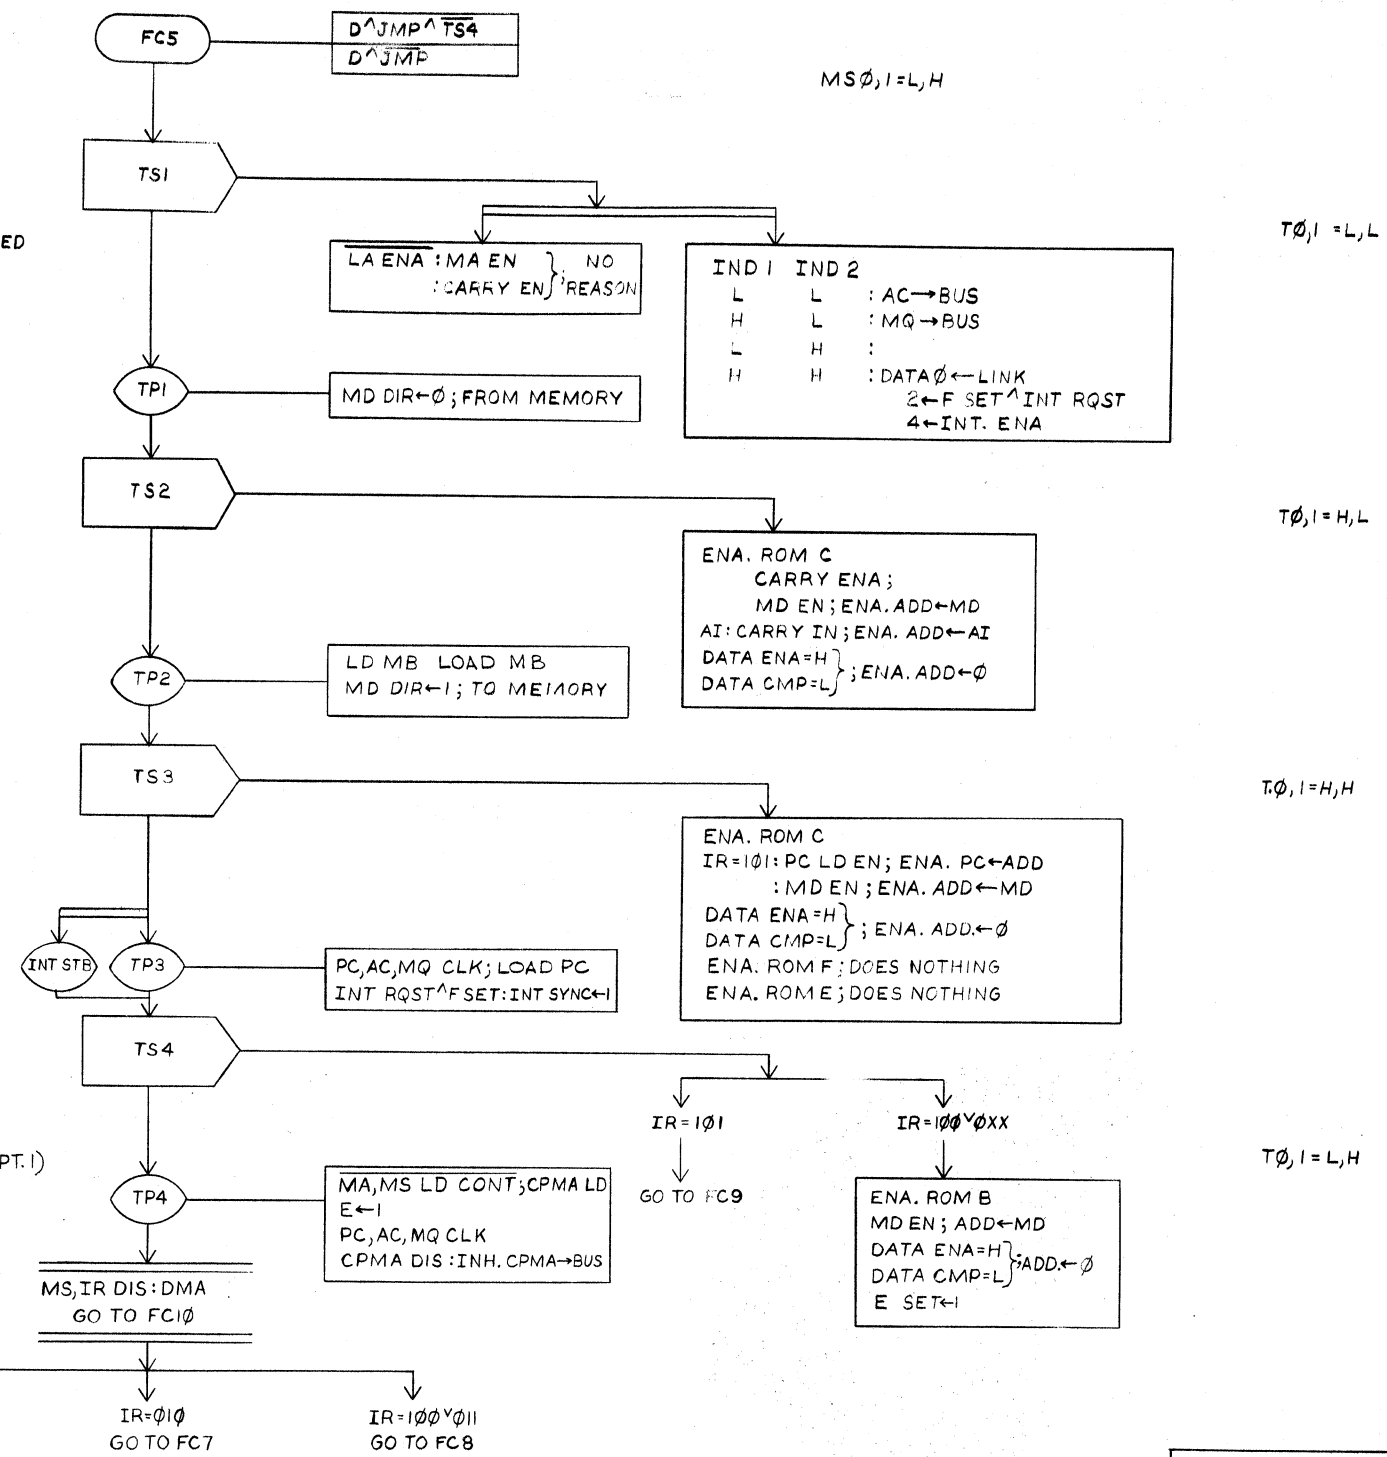 FC5
D^JMP^TS4
D^JMP
MSØ,1=L,H
TS1
TØ,1 =L,L
ED
LA ENA : MA EN } ; NO
: CARRY EN } REASON
IND 1 IND 2
L L : AC→BUS
H L : MQ→BUS
L H :
H H : DATAØ←LINK
2←F SET^INT RQST
4←INT. ENA
TP1
MD DIR←Ø; FROM MEMORY
TS2
TØ,1=H,L
ENA. ROM C
CARRY ENA;
MD EN; ENA. ADD←MD
AI: CARRY IN; ENA. ADD←AI
DATA ENA=H
DATA CMP=L } ; ENA. ADD←Ø
TP2
LD MB LOAD MB
MD DIR←1; TO MEMORY
TS3
T.Ø,1=H,H
ENA. ROM C
IR=1Ø1: PC LD EN; ENA. PC←ADD
: MD EN; ENA. ADD←MD
DATA ENA=H
DATA CMP=L } ; ENA. ADD.←Ø
ENA. ROM F; DOES NOTHING
ENA. ROM E; DOES NOTHING
INT STB
TP3
PC,AC,MQ CLK; LOAD PC
INT RQST^FSET: INT SYNC←1
TS4
IR=1Ø1
IR=1ØØ˅ØXX
GO TO FC9
PT.1)
TØ,1=L,H
TP4
MA,MS LD CONT; CPMA LD
E←1
PC,AC,MQ CLK
CPMA DIS: INH. CPMA→BUS
ENA. ROM B
MD EN; ADD←MD
DATA ENA=H
DATA CMP=L } ; ADD.←Ø
E SET←1
MS,IR DIS: DMA
GO TO FC1Ø
IR=Ø1Ø
GO TO FC7
IR=1ØØ˅Ø11
GO TO FC8